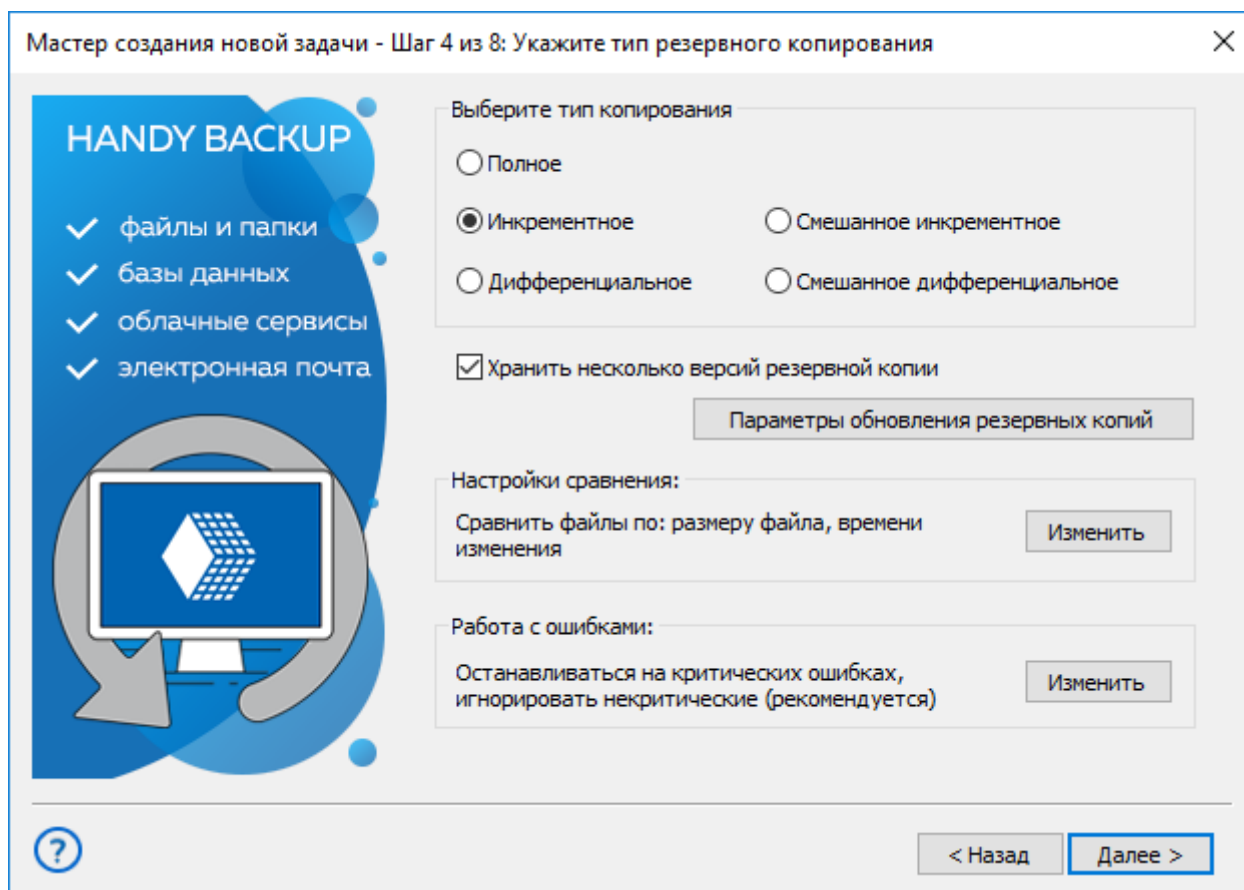 Мастер создания новой задачи - Шаг 4 из 8: Укажите тип резервного копирования
HANDY BACKUP
файлы и папки
базы данных
облачные сервисы
электронная почта
Выберите тип копирования
Полное
Инкрементное
Смешанное инкрементное
Дифференциальное
Смешанное дифференциальное
Хранить несколько версий резервной копии
Параметры обновления резервных копий
Настройки сравнения:
Сравнить файлы по: размеру файла, времени
изменения
Изменить
Работа с ошибками:
Останавливаться на критических ошибках,
игнорировать некритические (рекомендуется)
Изменить
?
< Назад
Далее >